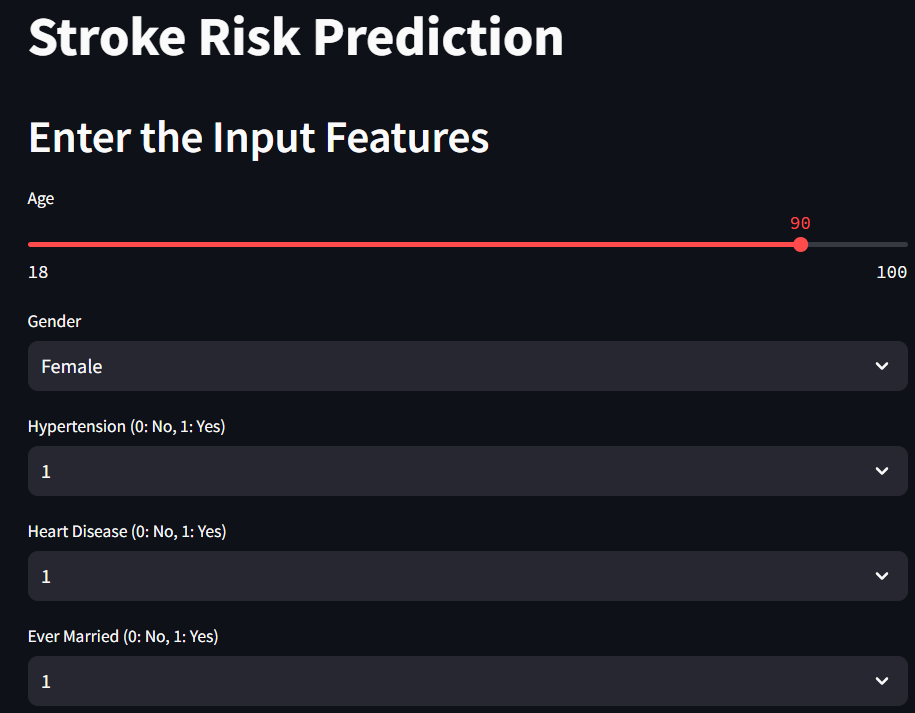 Stroke Risk Prediction
Enter the Input Features
Age
90
18 100
Gender
Female
Hypertension (0: No, 1: Yes)
1
Heart Disease (0: No, 1: Yes)
1
Ever Married (0: No, 1: Yes)
1